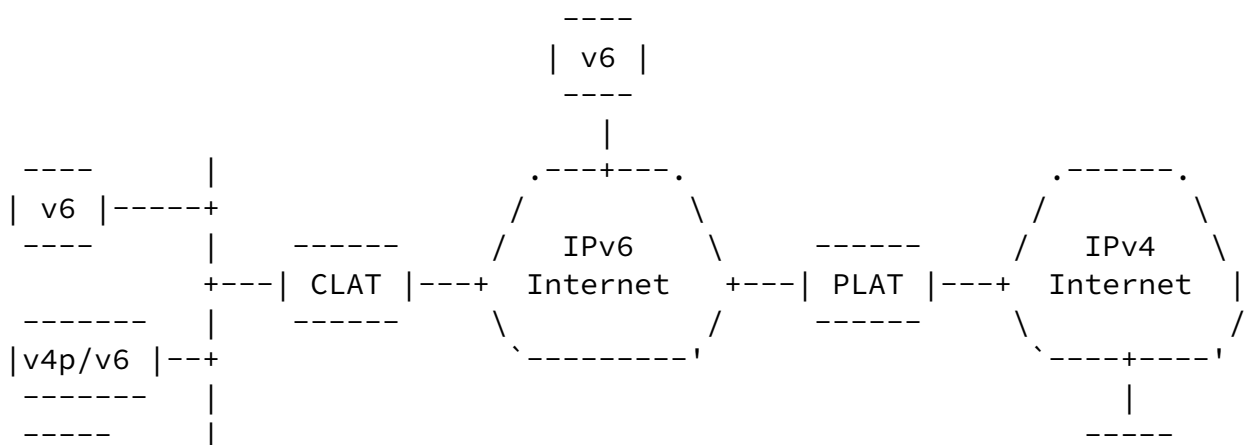 ----
                               | v6 |
                                ----
                                  |
 ----       |                  .---+---.                     .------.
| v6 |-----+                 /          \                   /         \
 ----       |    ------     /   IPv6    \     ------     /   IPv4    \
           +---| CLAT |---+  Internet   +---| PLAT |---+  Internet  |
 -------    |    ------     \            /     ------     \            /
|v4p/v6 |--+                 `---------'                   `----+----'
 -------    |                                                    |
 -----      |                                                  -----